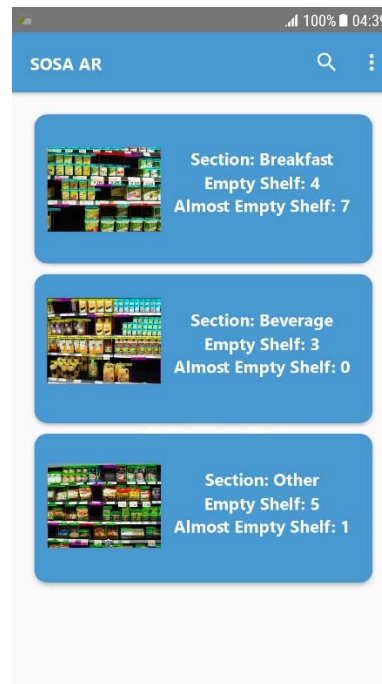 100% 04:39
SOSA AR
Section: Breakfast
Empty Shelf: 4
Almost Empty Shelf: 7
Section: Beverage
Empty Shelf: 3
Almost Empty Shelf: 0
Section: Other
Empty Shelf: 5
Almost Empty Shelf: 1